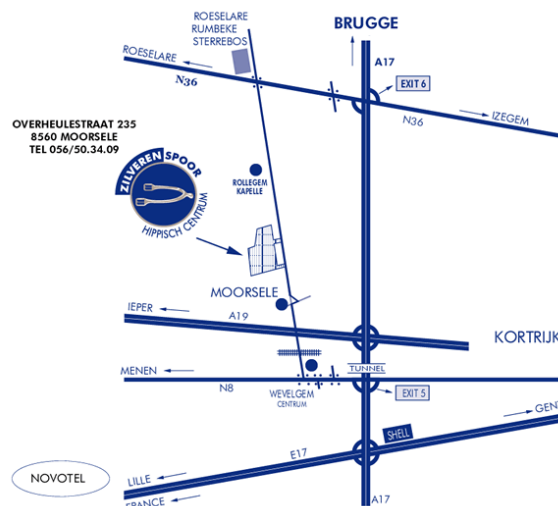 ROESELARE
RUMBEKE
STERREBOS
BRUGGE
A17
ROESELARE
N36
EXIT 6
N36
IZEGEM
OVERHEULESTRAAT 235
8560 MOORSELE
TEL 056/50.34.09
ZILVEREN SPOOR
HIPPISCH CENTRUM
ROLLEGEM
KAPELLE
MOORSELE
IEPER
A19
KORTRIJK
MENEN
TUNNEL
N8
WEVELGEM
CENTRUM
EXIT 5
GENT
SHELL
E17
NOVOTEL
LILLE
FRANCE
A17